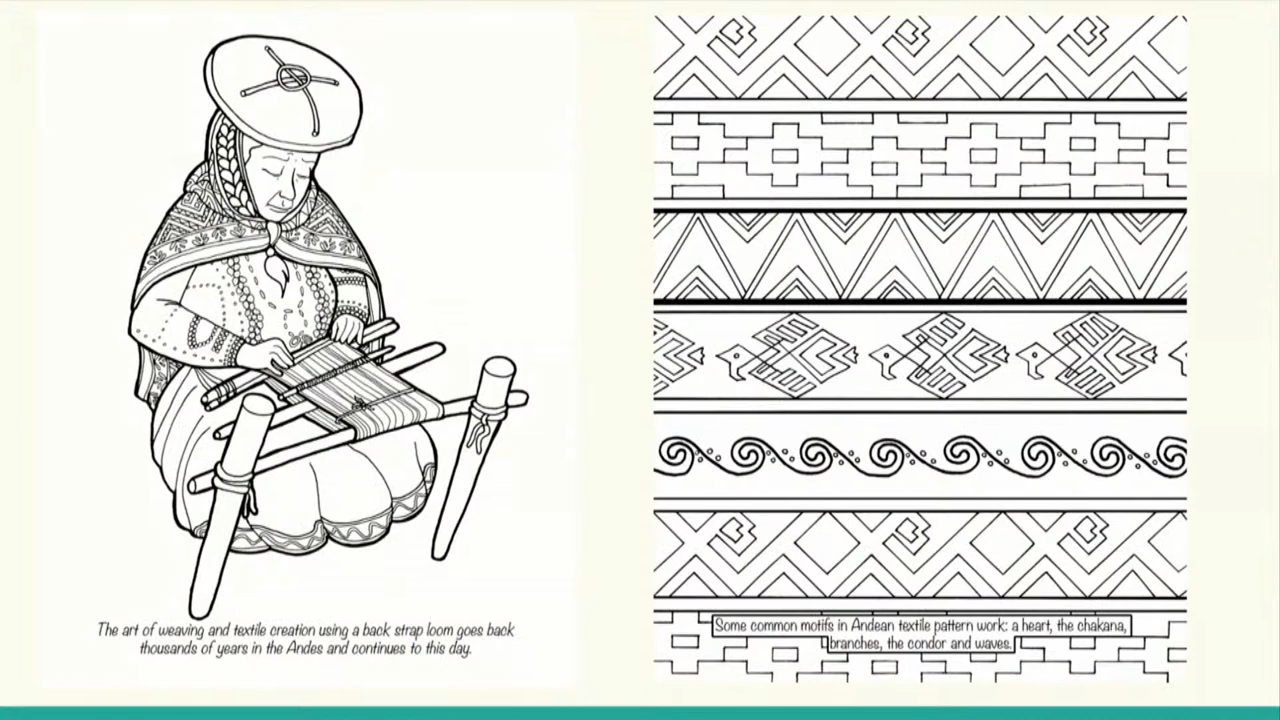 The art of weaving and textile creation using a back strap loom goes back
thousands of years in the Andes and continues to this day.
Some common motifs in Andean textile pattern work: a heart, the chakana,
branches, the condor and waves.